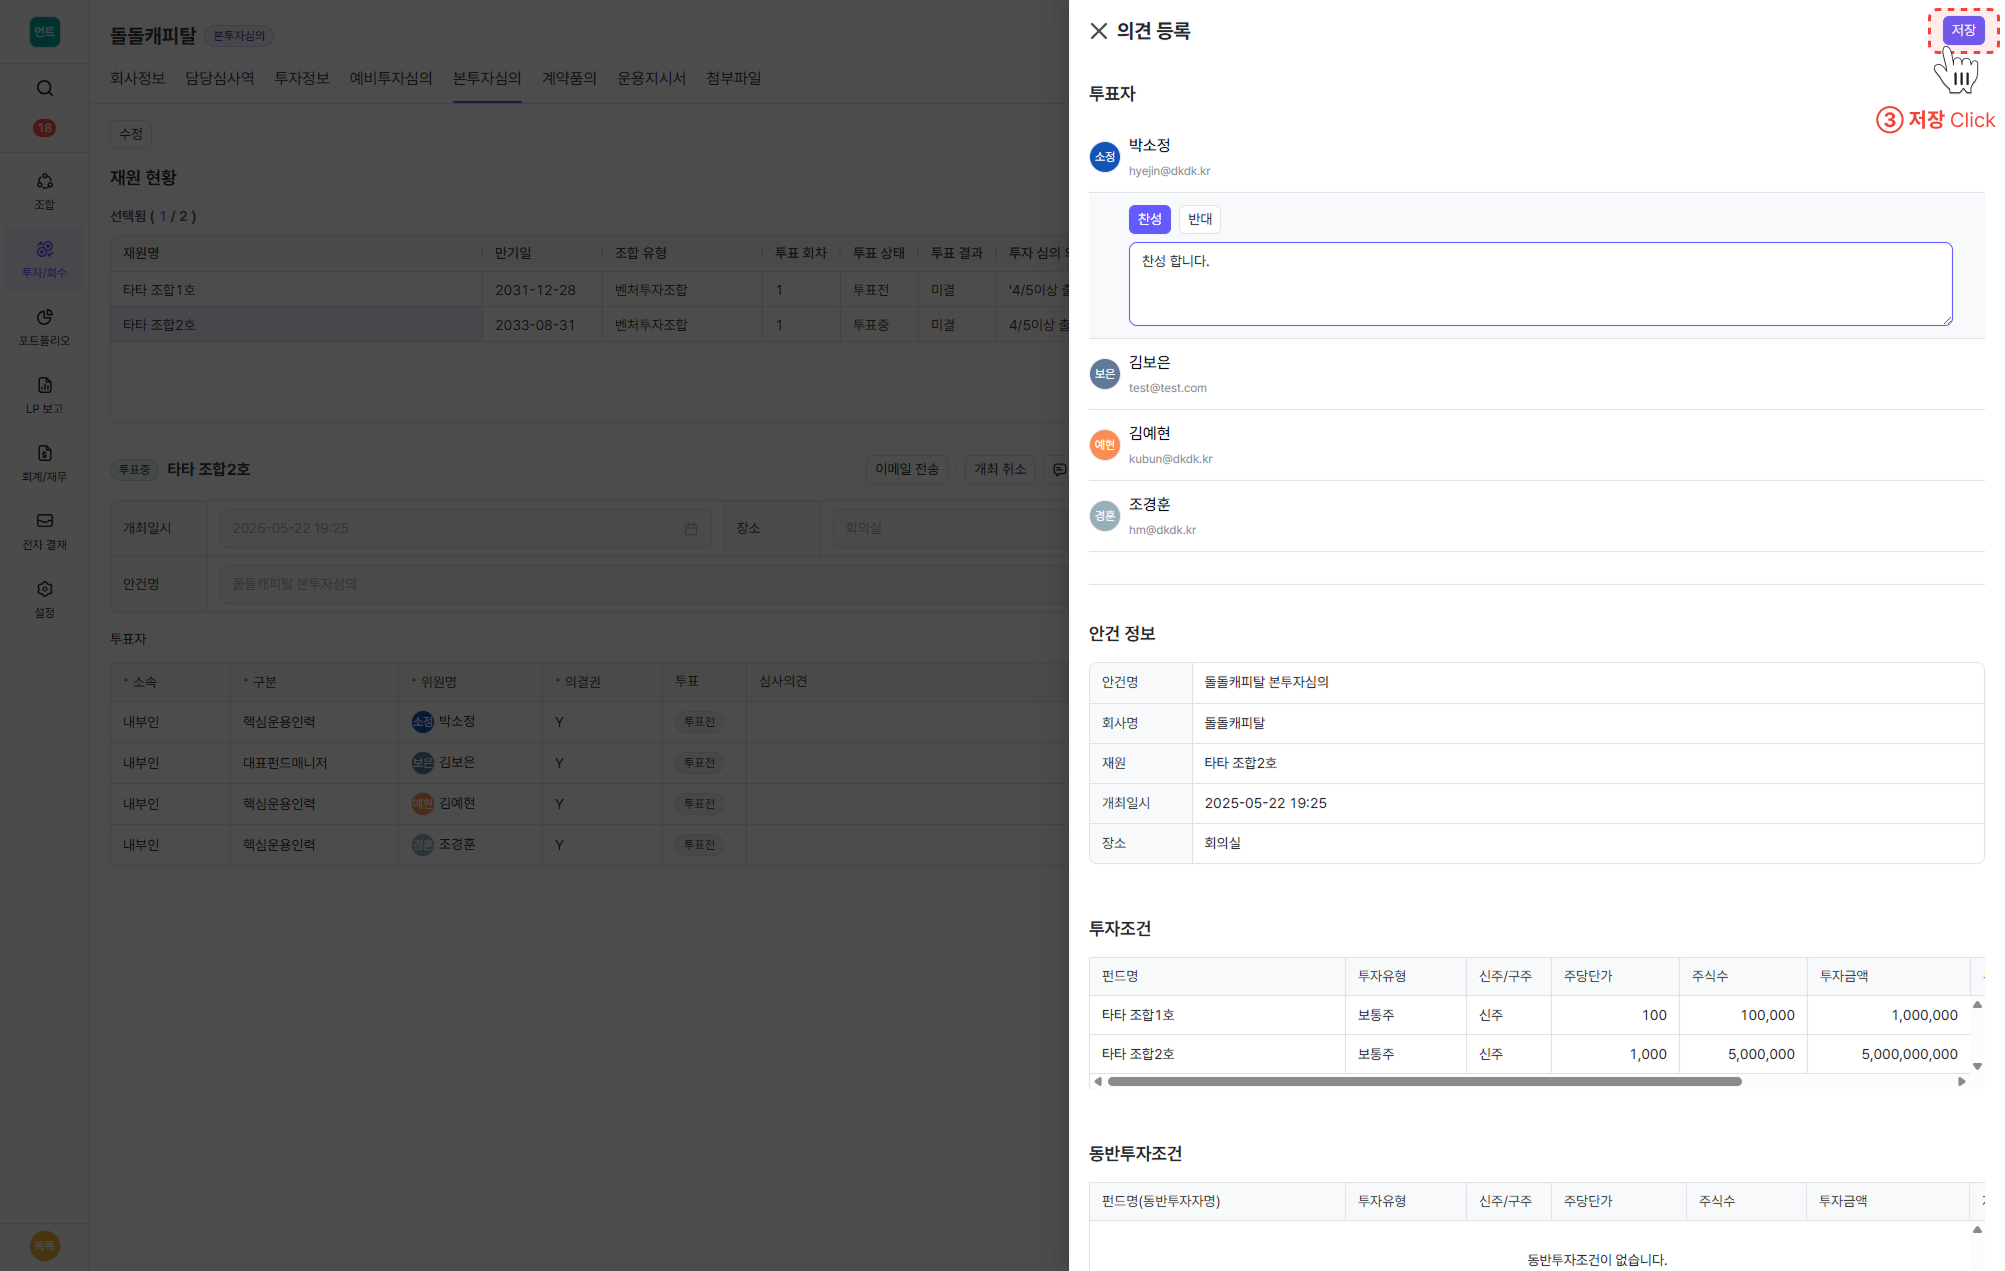 먼트
돌돌캐피탈 본투자심의
회사정보 담당심사역 투자정보 예비투자심의 본투자심의 계약품의 운용지시서 첨부파일
18
수정
조합
투자/회수
포트폴리오
LP 보고
회계/재무
전자 결재
설정
똑똑
재원 현황
선택됨 ( 1 / 2 )
재원명 만기일 조합 유형 투표 회차 투표 상태 투표 결과 투자 심의
타타 조합1호 2031-12-28 벤처투자조합 1 투표전 미결 '4/5이상 출
타타 조합2호 2033-08-31 벤처투자조합 1 투표중 미결 4/5이상 출
투표중 타타 조합2호 이메일 전송 개최 취소
개최일시 2025-05-22 19:25 장소 회의실
안건명 돌돌캐피탈 본투자심의
투표자
* 소속 * 구분 * 위원명 * 의결권 투표 심사의견
내부인 핵심운용인력 소정 박소정 Y 투표전
내부인 대표펀드매니저 보은 김보은 Y 투표전
내부인 핵심운용인력 예현 김예현 Y 투표전
내부인 핵심운용인력 경훈 조경훈 Y 투표전
의견 등록
저장
③ 저장 Click
투표자
소정 박소정
hyejin@dkdk.kr
찬성 반대
찬성 합니다.
보은 김보은
test@test.com
예현 김예현
kubun@dkdk.kr
경훈 조경훈
hm@dkdk.kr
안건 정보
안건명 돌돌캐피탈 본투자심의
회사명 돌돌캐피탈
재원 타타 조합2호
개최일시 2025-05-22 19:25
장소 회의실
투자조건
펀드명 투자유형 신주/구주 주당단가 주식수 투자금액
타타 조합1호 보통주 신주 100 100,000 1,000,000
타타 조합2호 보통주 신주 1,000 5,000,000 5,000,000,000
동반투자조건
펀드명(동반투자자명) 투자유형 신주/구주 주당단가 주식수 투자금액
동반투자조건이 없습니다.